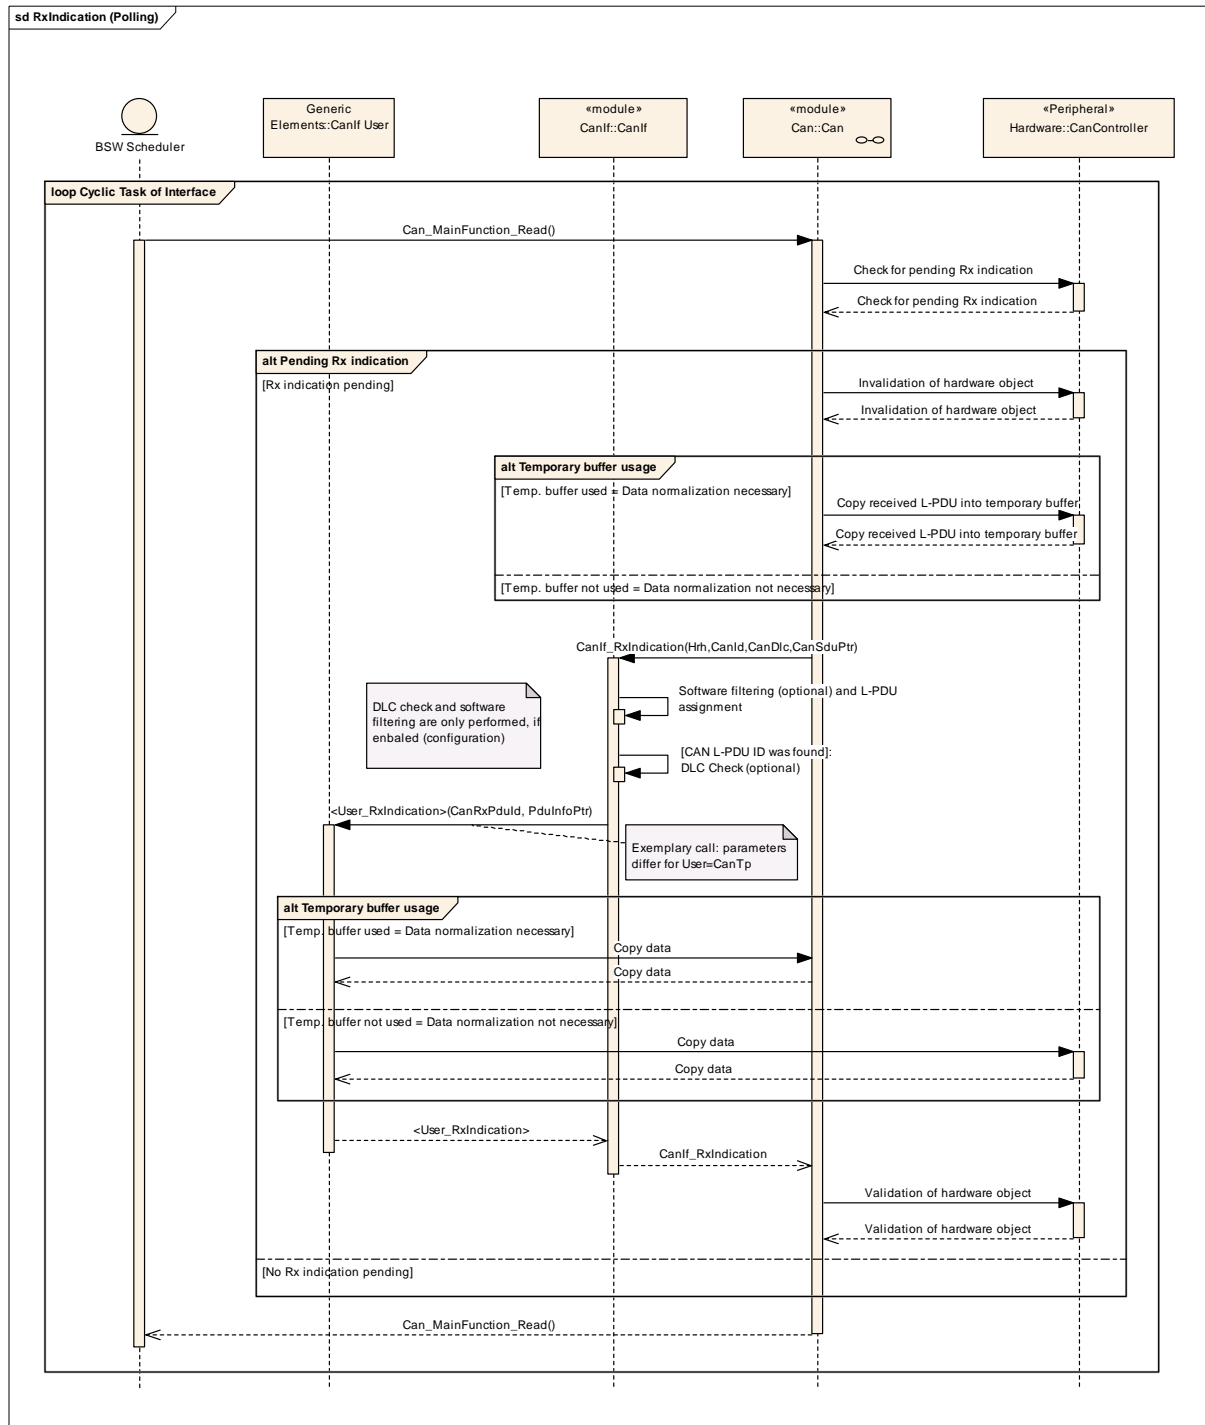 sd RxIndication (Polling)
BSW Scheduler
Generic
Elements::CanIf User
«module»
CanIf::CanIf
«module»
Can::Can
«Peripheral»
Hardware::CanController
loop Cyclic Task of Interface
Can_MainFunction_Read()
Check for pending Rx indication
Check for pending Rx indication
alt Pending Rx indication
[Rx indication pending]
Invalidation of hardware object
Invalidation of hardware object
alt Temporary buffer usage
[Temp. buffer used = Data normalization necessary]
Copy received L-PDU into temporary buffer
Copy received L-PDU into temporary buffer
[Temp. buffer not used = Data normalization not necessary]
CanIf_RxIndication(Hrh,CanId,CanDlc,CanSduPtr)
Software filtering (optional) and L-PDU
assignment
DLC check and software
filtering are only performed, if
enbaled (configuration)
[CAN L-PDU ID was found]:
DLC Check (optional)
<User_RxIndication>(CanRxPduId, PduInfoPtr)
Exemplary call: parameters
differ for User=CanTp
alt Temporary buffer usage
[Temp. buffer used = Data normalization necessary]
Copy data
Copy data
[Temp. buffer not used = Data normalization not necessary]
Copy data
Copy data
<User_RxIndication>
CanIf_RxIndication
Validation of hardware object
Validation of hardware object
[No Rx indication pending]
Can_MainFunction_Read()